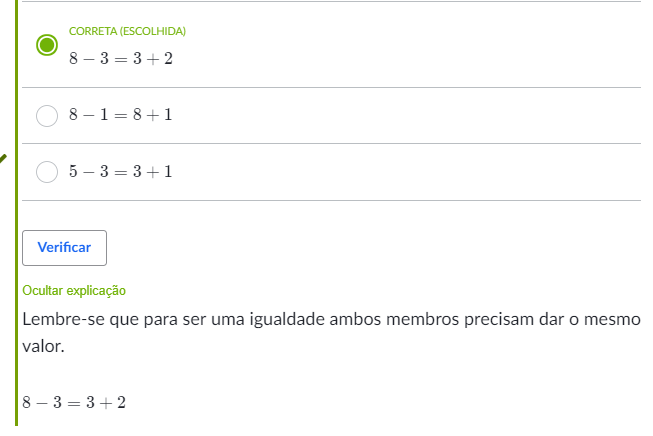 CORRETA (ESCOLHIDA)
8 − 3 = 3 + 2
8 − 1 = 8 + 1
5 − 3 = 3 + 1
Verificar
Ocultar explicação
Lembre-se que para ser uma igualdade ambos membros precisam dar o mesmo
valor.
8 − 3 = 3 + 2